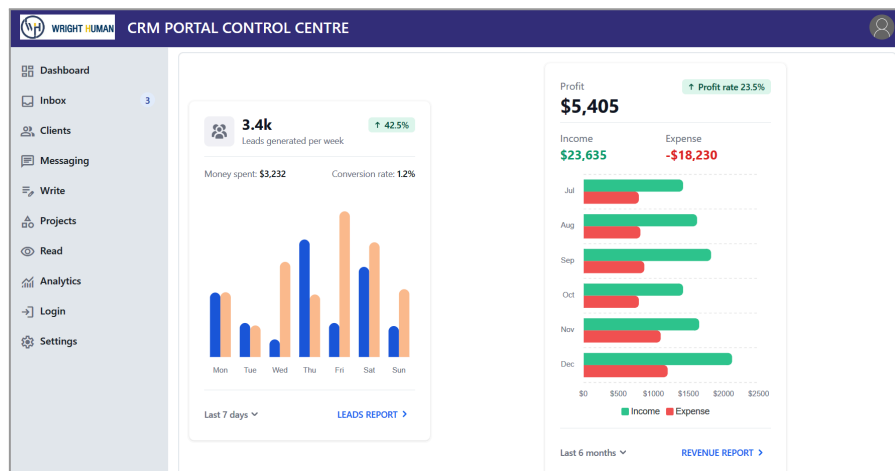 WH WRIGHT HUMAN CRM PORTAL CONTROL CENTRE
Dashboard
Inbox 3
Clients
Messaging
Write
Projects
Read
Analytics
Login
Settings
3.4k ↑ 42.5%
Leads generated per week
Money spent: $3,232 Conversion rate: 1.2%
Mon Tue Wed Thu Fri Sat Sun
Last 7 days LEADS REPORT
Profit ↑ Profit rate 23.5%
$5,405
Income Expense
$23,635 -$18,230
Jul
Aug
Sep
Oct
Nov
Dec
$0 $500 $1000 $1500 $2000 $2500
Income Expense
Last 6 months REVENUE REPORT